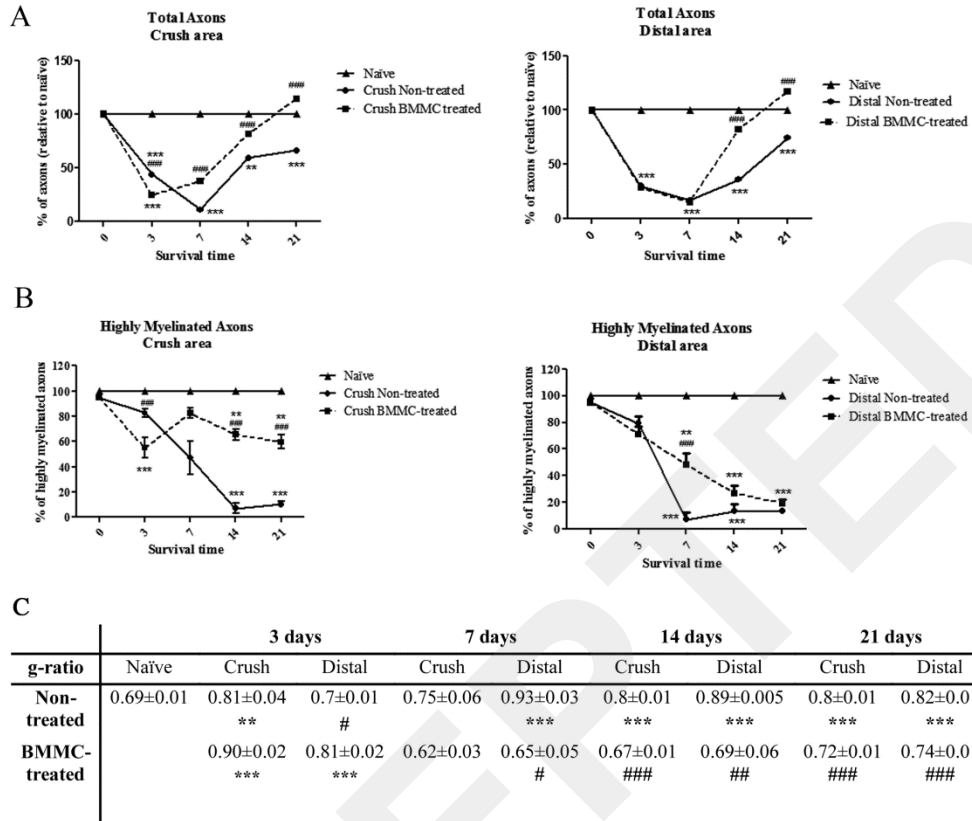 A
Total Axons
Crush area
% of axons (relative to naïve)
150
100
50
0
*** ### *** ### *** ### ** ### ***
0 3 7 14 21
Survival time
Naïve
Crush Non-treated
Crush BMMC treated
Total Axons
Distal area
% of axons (relative to naïve)
150
100
50
0
*** *** ### *** ### ***
0 3 7 14 21
Survival time
Naïve
Distal Non-treated
Distal BMMC-treated
B
Highly Myelinated Axons
Crush area
% of highly myelinated axons
120
100
80
60
40
20
0
### *** ** ### *** ** ### ***
0 3 7 14 21
Survival time
Naïve
Crush Non-treated
Crush BMMC-treated
Highly Myelinated Axons
Distal area
% of highly myelinated axons
120
100
80
60
40
20
0
** ### *** *** *** ***
0 3 7 14 21
Survival time
Naïve
Distal Non-treated
Distal BMMC-treated
C
3 days 7 days 14 days 21 days
g-ratio Naïve Crush Distal Crush Distal Crush Distal Crush Distal
Non- 0.69±0.01 0.81±0.04 0.7±0.01 0.75±0.06 0.93±0.03 0.8±0.01 0.89±0.005 0.8±0.01 0.82±0.0
treated ** # *** *** *** *** ***
BMMC- 0.90±0.02 0.81±0.02 0.62±0.03 0.65±0.05 0.67±0.01 0.69±0.06 0.72±0.01 0.74±0.0
treated *** *** # ### ## ### ###
EPTED